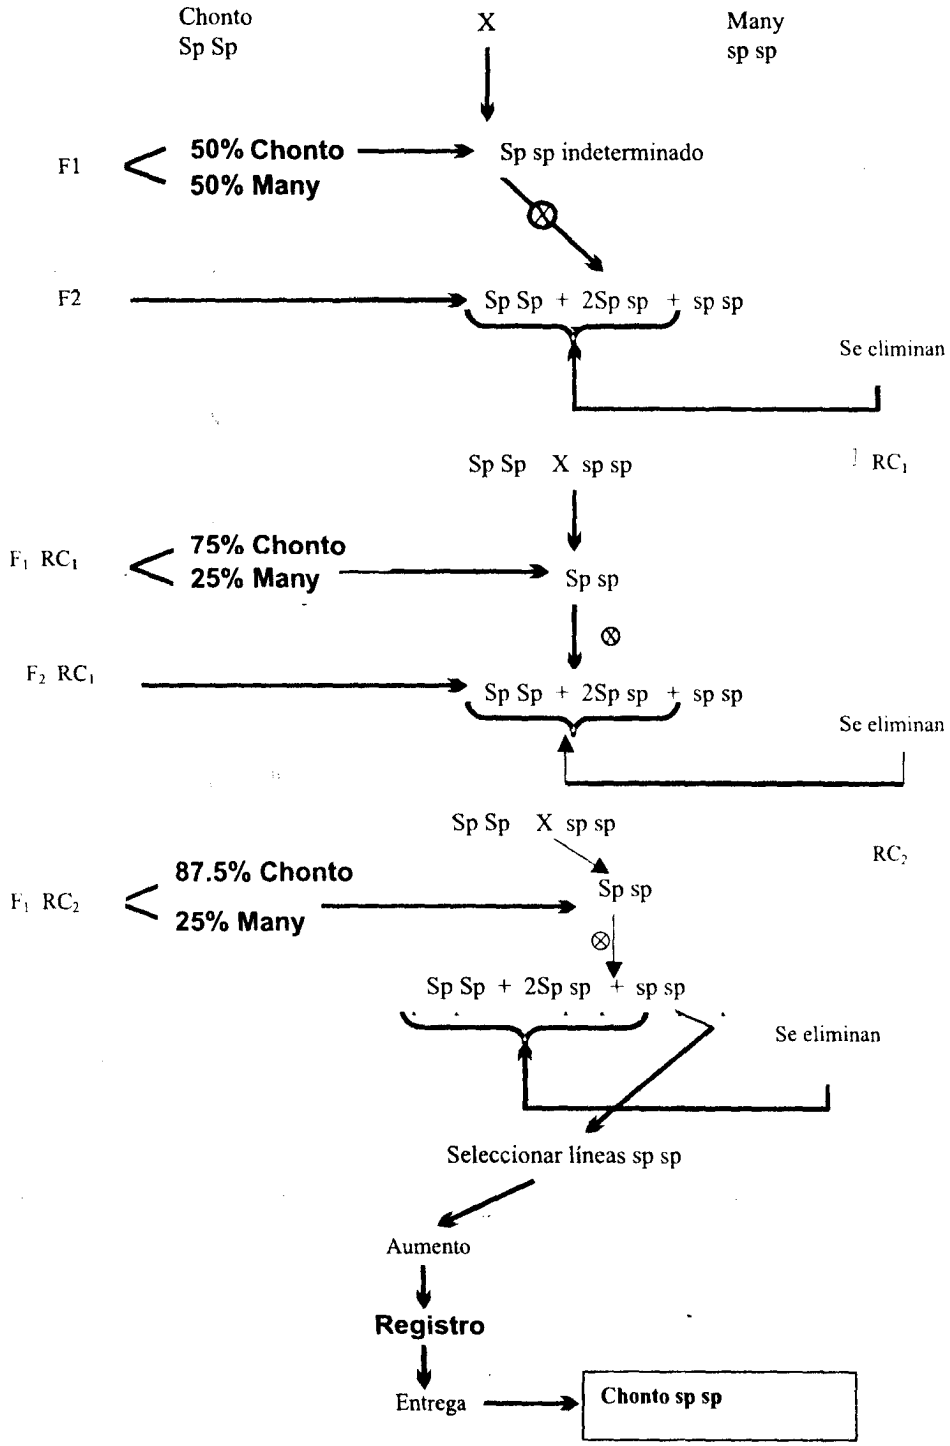 Chonto X Many
Sp Sp sp sp
50% Chonto
F1 Sp sp indeterminado
50% Many
X
F2 Sp Sp + 2Sp sp + sp sp
Se eliminan
Sp Sp X sp sp RC₁
75% Chonto
F₁ RC₁
25% Many Sp sp
F₂ RC₁
Sp Sp + 2Sp sp + sp sp
Se eliminan
Sp Sp X sp sp
RC₂
87.5% Chonto
Sp sp
F₁ RC₂
25% Many
Sp Sp + 2Sp sp + sp sp
Se eliminan
Seleccionar líneas sp sp
Aumento
Registro
Entrega Chonto sp sp